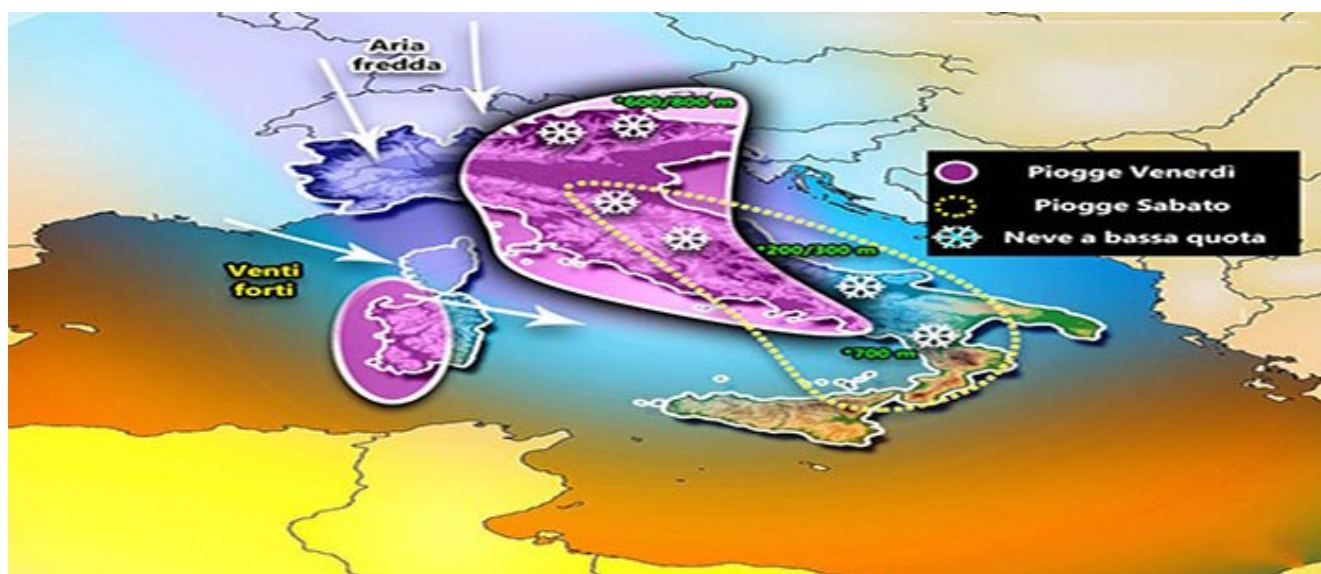 Aria
fredda
*600/800 m
Piogge Venerdì
Piogge Sabato
Neve a bassa quota
*200/300 m
Venti
forti
*700 m